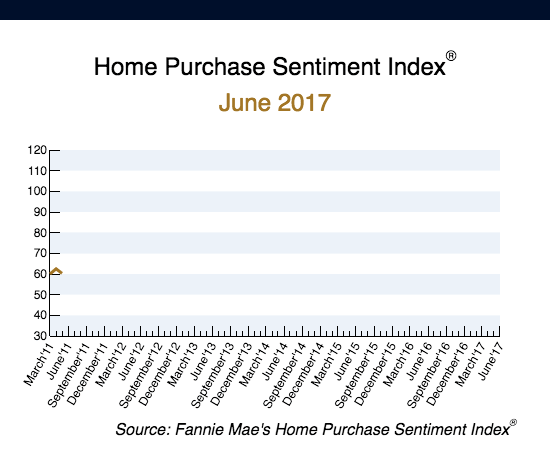 Home Purchase Sentiment Index®
June 2017
120
110
100
90
80
70
60
50
40
30
March'11
June'11
September'11
December'11
March'12
June'12
September'12
December'12
March'13
June'13
September'13
December'13
March'14
June'14
September'14
December'14
March'15
June'15
September'15
December'15
March'16
June'16
September'16
December'16
March'17
June'17
Source: Fannie Mae's Home Purchase Sentiment Index®